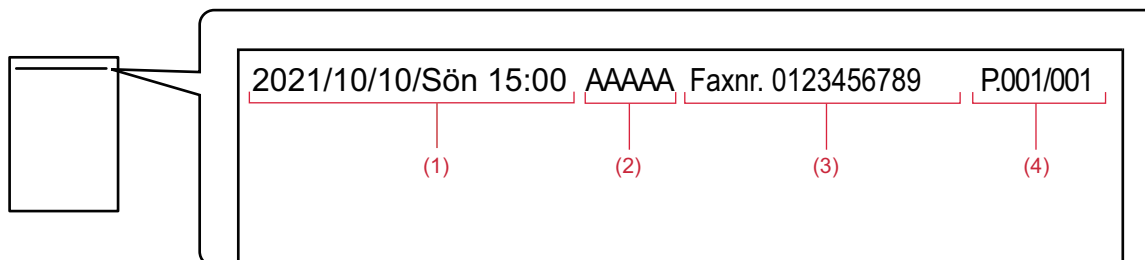 2021/10/10/Sön 15:00 AAAAA Faxnr. 0123456789 P.001/001
(1) (2) (3) (4)